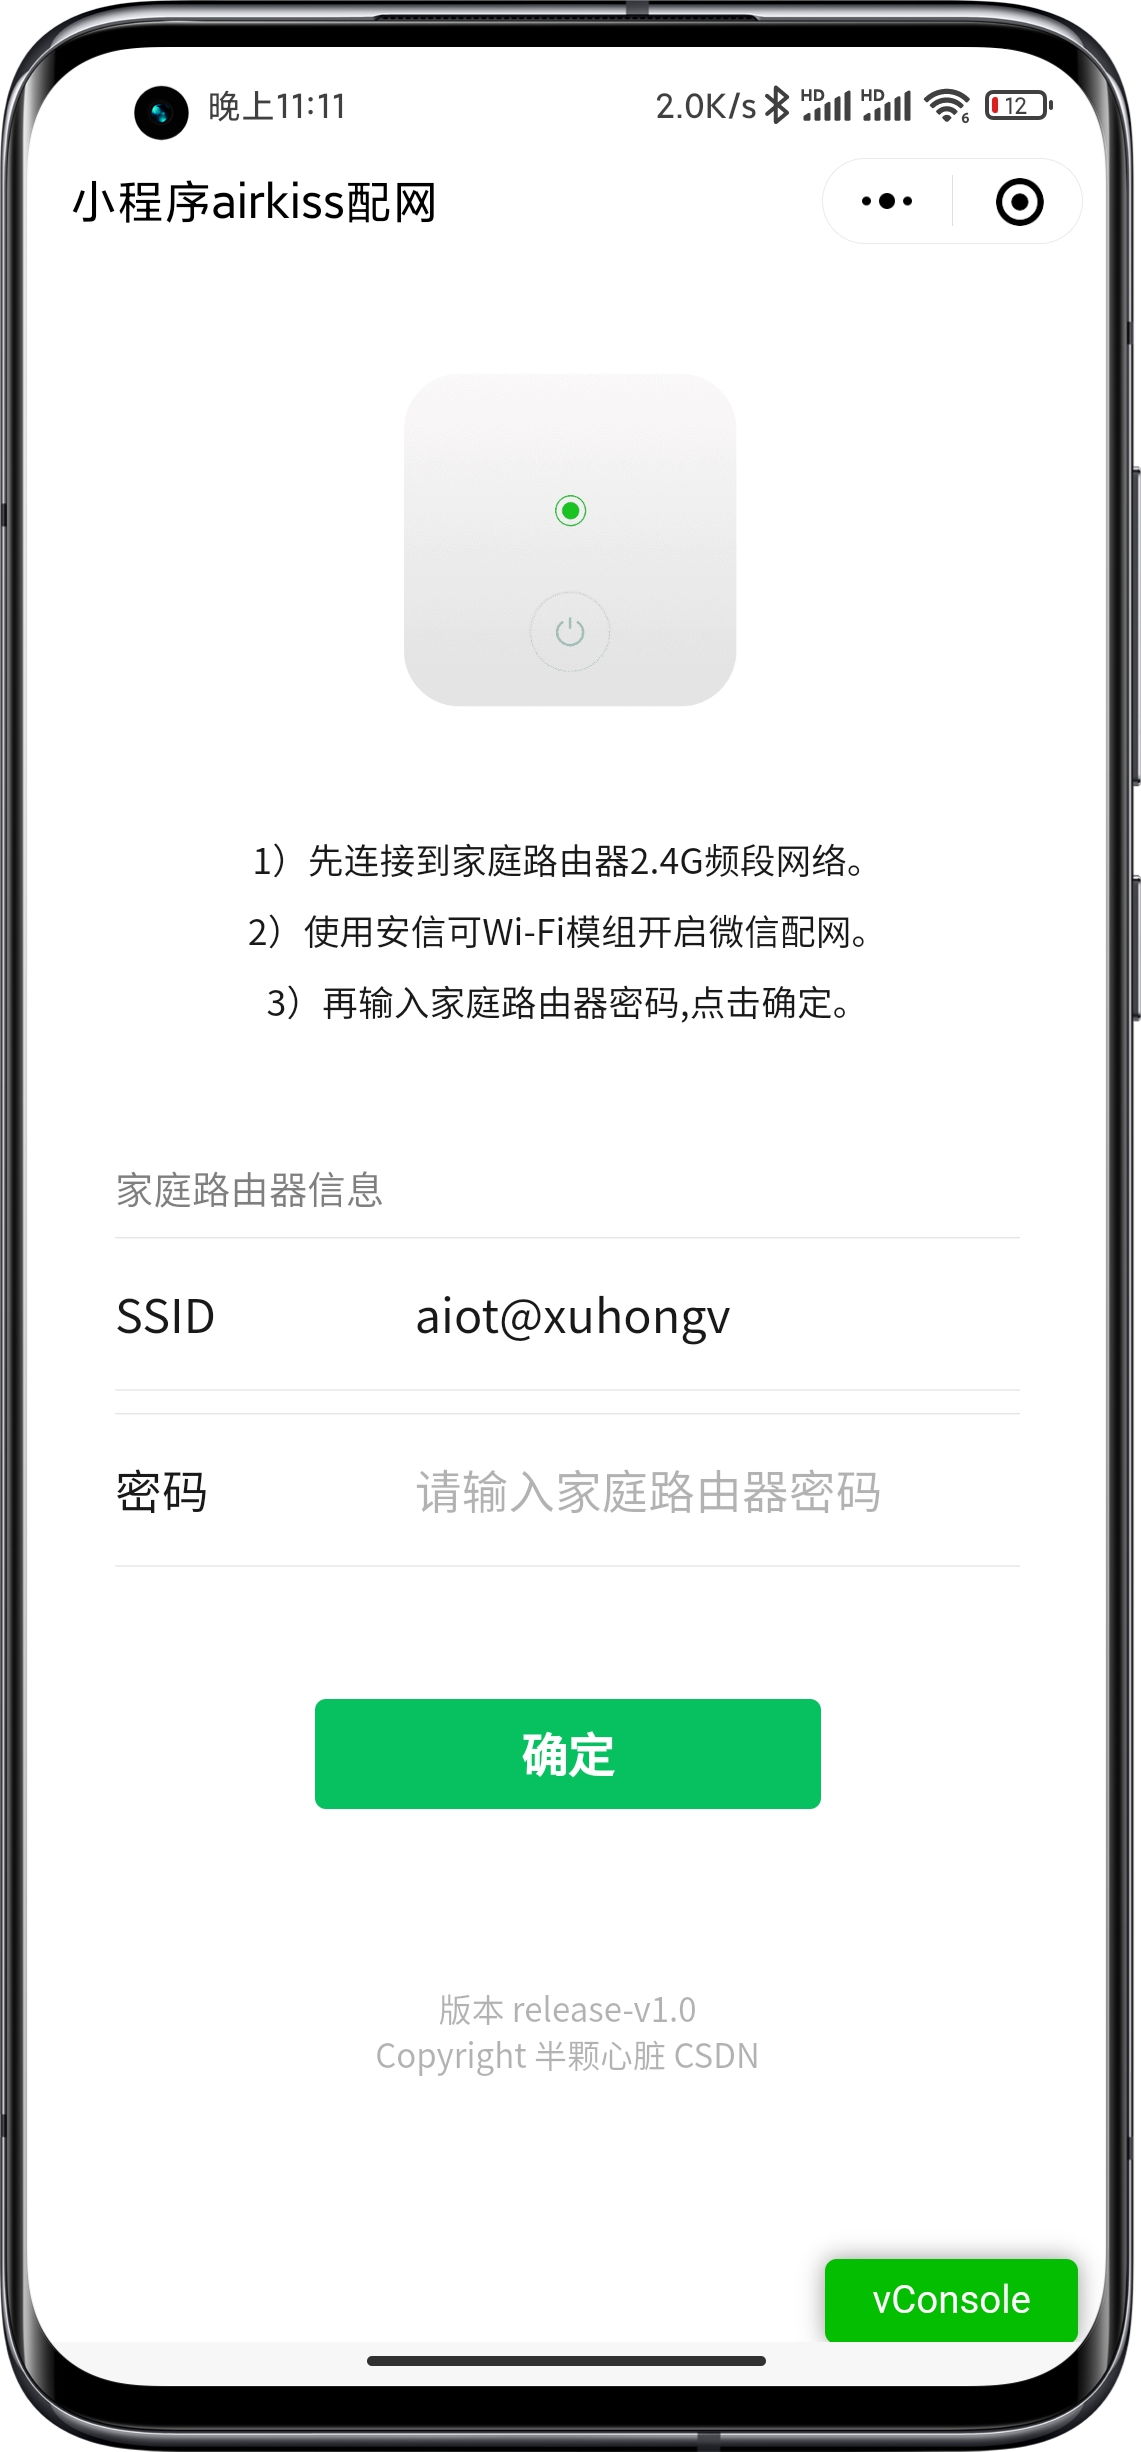 晚上11:11
2.0K/s HD HD 6 12
小程序airkiss配网
1）先连接到家庭路由器2.4G频段网络。
2）使用安信可Wi-Fi模组开启微信配网。
3）再输入家庭路由器密码,点击确定。
家庭路由器信息
SSID aiot@xuhongv
密码 请输入家庭路由器密码
确定
版本 release-v1.0
Copyright 半颗心脏 CSDN
vConsole